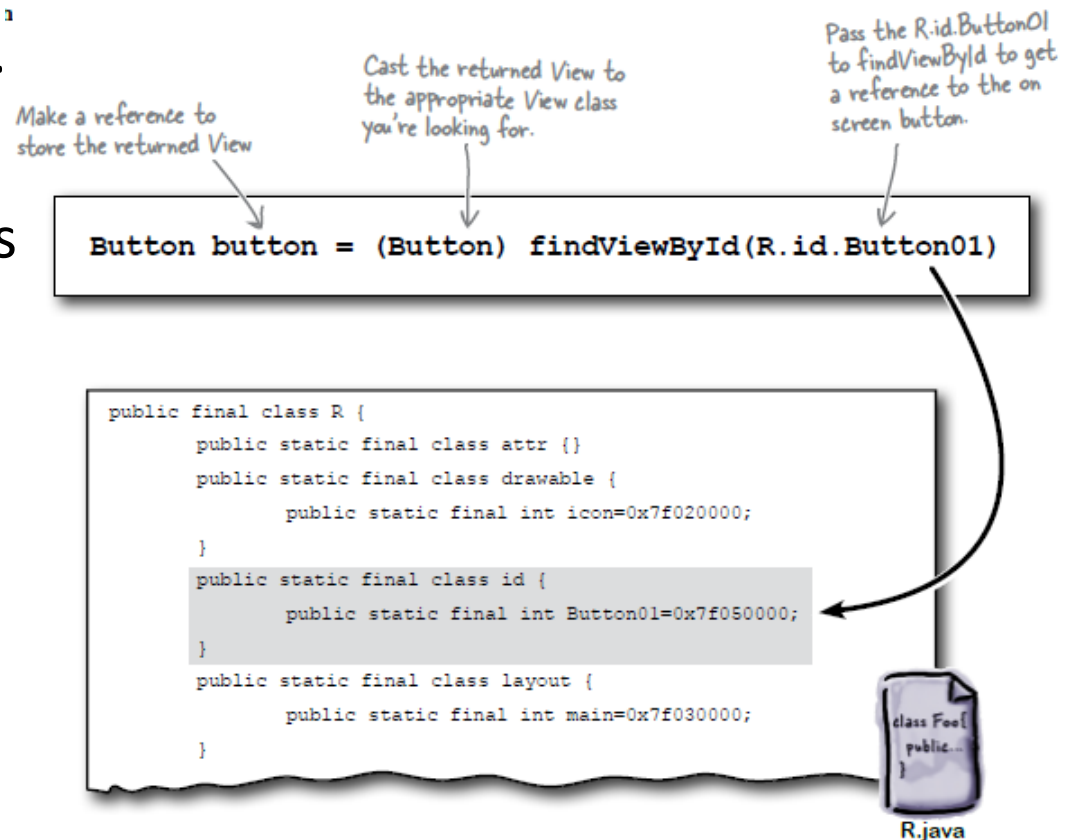 Make a reference to
store the returned View
Cast the returned View to
the appropriate View class
you're looking for.
Pass the R.id.Button01
to findViewById to get
a reference to the on
screen button.
s
Button button = (Button) findViewById(R.id.Button01)
public final class R {
public static final class attr {}
public static final class drawable {
public static final int icon=0x7f020000;
}
public static final class id {
public static final int Button01=0x7f050000;
}
public static final class layout {
public static final int main=0x7f030000;
}
class Foo{
public...
}
R.java